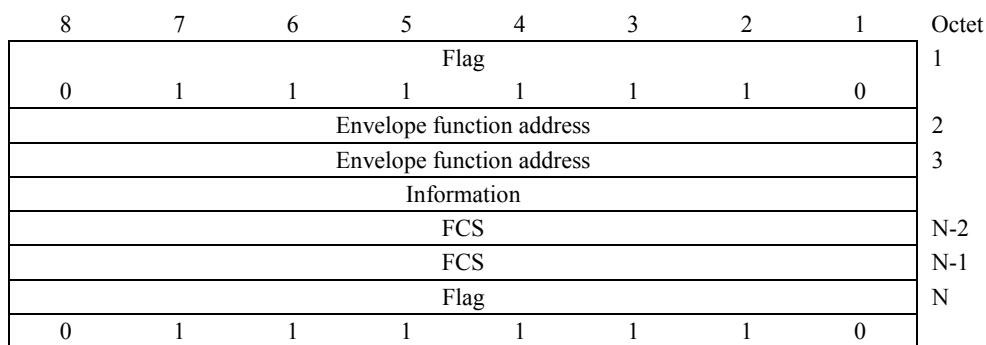 8 7 6 5 4 3 2 1 Octet
Flag 1
0 1 1 1 1 1 1 0
Envelope function address 2
Envelope function address 3
Information
FCS N-2
FCS N-1
Flag N
0 1 1 1 1 1 1 0